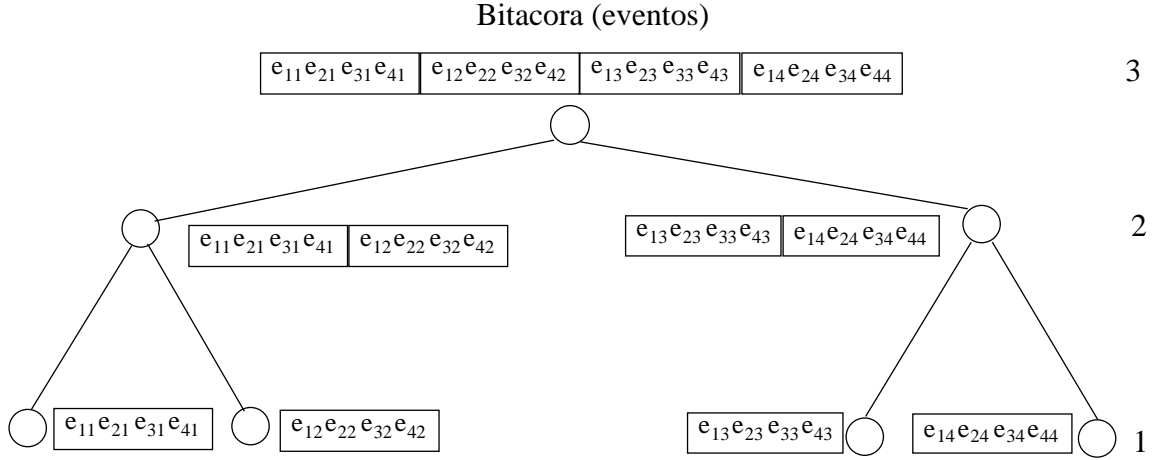 Bitacora (eventos)
e₁₁e₂₁e₃₁e₄₁ e₁₂e₂₂e₃₂e₄₂ e₁₃e₂₃e₃₃e₄₃ e₁₄e₂₄e₃₄e₄₄ 3
e₁₁e₂₁e₃₁e₄₁ e₁₂e₂₂e₃₂e₄₂ e₁₃e₂₃e₃₃e₄₃ e₁₄e₂₄e₃₄e₄₄ 2
e₁₁e₂₁e₃₁e₄₁ e₁₂e₂₂e₃₂e₄₂ e₁₃e₂₃e₃₃e₄₃ e₁₄e₂₄e₃₄e₄₄ 1